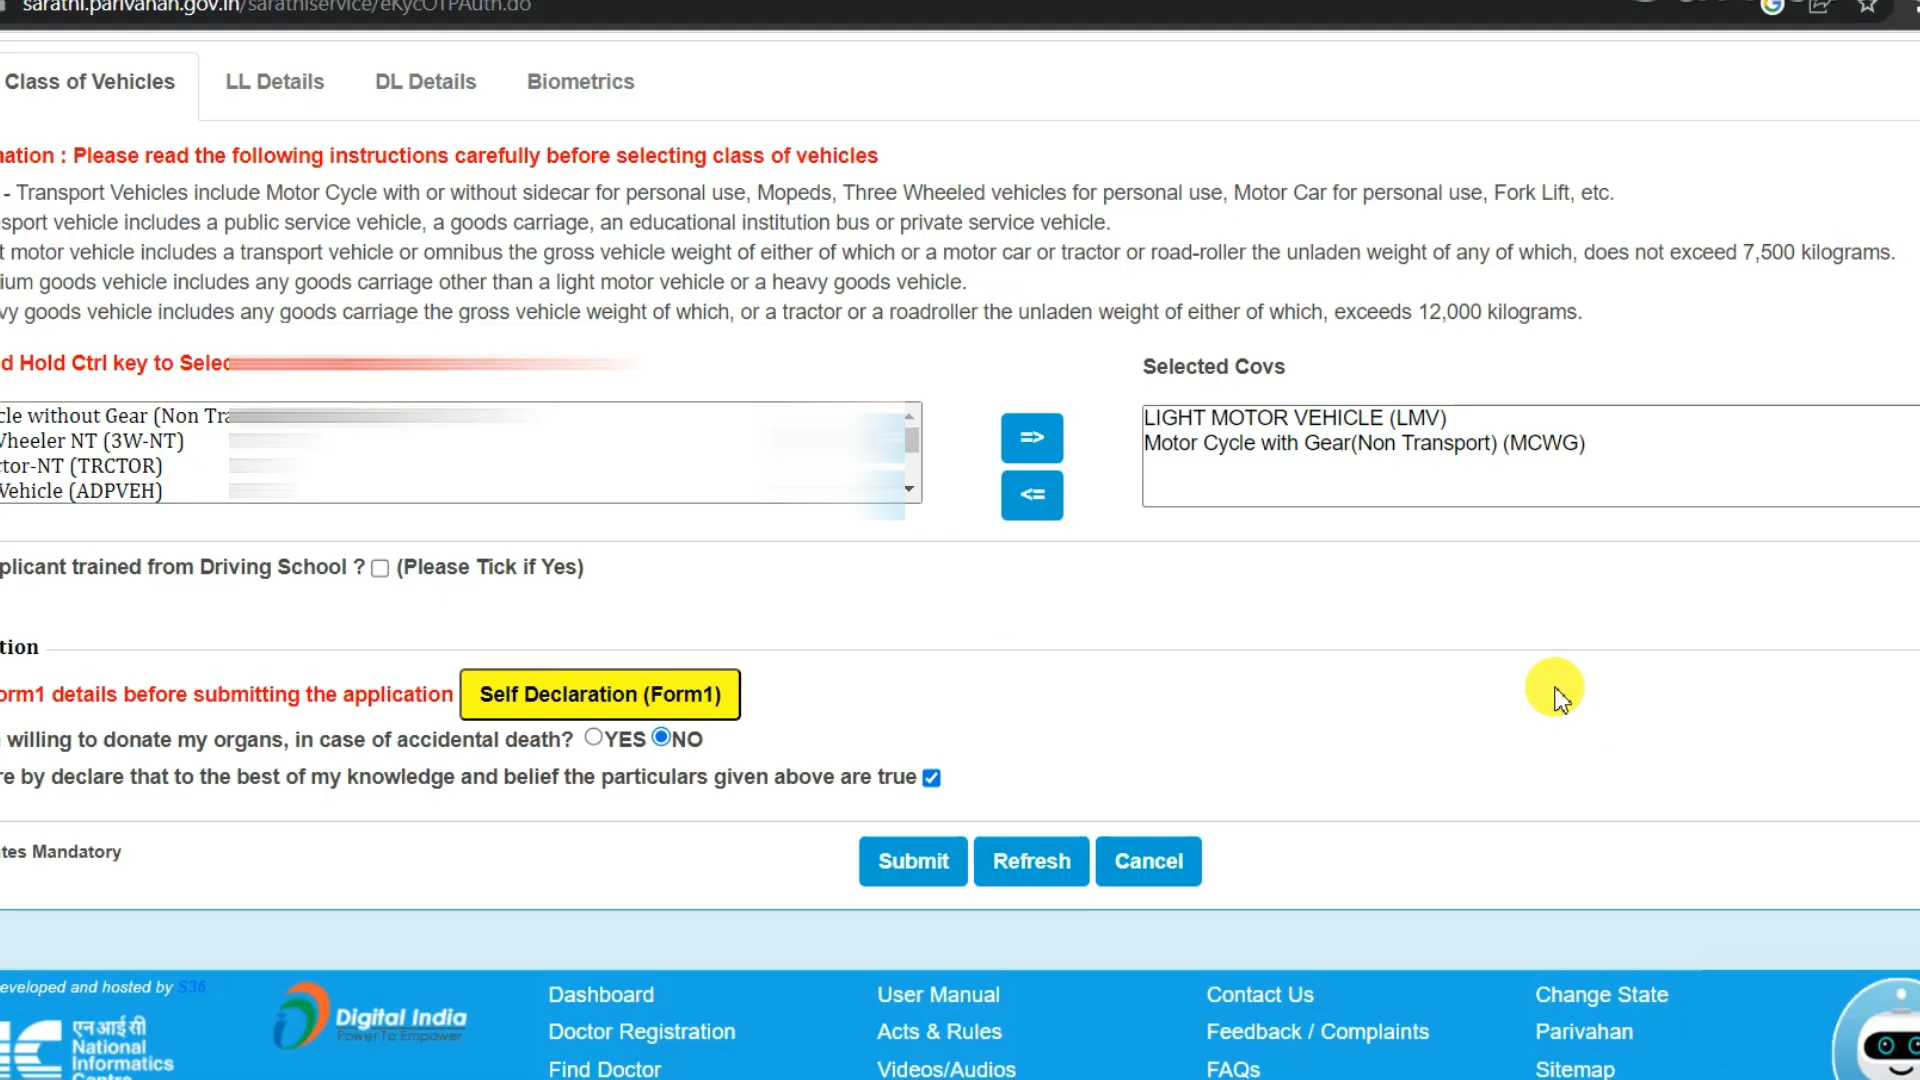 sarathi.parivahan.gov.in/sarathiservice/eKycOTPAuth.do
Class of Vehicles LL Details DL Details Biometrics
ation : Please read the following instructions carefully before selecting class of vehicles
- Transport Vehicles include Motor Cycle with or without sidecar for personal use, Mopeds, Three Wheeled vehicles for personal use, Motor Car for personal use, Fork Lift, etc.
sport vehicle includes a public service vehicle, a goods carriage, an educational institution bus or private service vehicle.
t motor vehicle includes a transport vehicle or omnibus the gross vehicle weight of either of which or a motor car or tractor or road-roller the unladen weight of any of which, does not exceed 7,500 kilograms.
ium goods vehicle includes any goods carriage other than a light motor vehicle or a heavy goods vehicle.
vy goods vehicle includes any goods carriage the gross vehicle weight of which, or a tractor or a roadroller the unladen weight of either of which, exceeds 12,000 kilograms.
d Hold Ctrl key to Selec
Selected Covs
cle without Gear (Non Tra
Wheeler NT (3W-NT)
ctor-NT (TRCTOR)
Vehicle (ADPVEH)
=>
<=
LIGHT MOTOR VEHICLE (LMV)
Motor Cycle with Gear(Non Transport) (MCWG)
plicant trained from Driving School ? (Please Tick if Yes)
tion
orm1 details before submitting the application Self Declaration (Form1)
willing to donate my organs, in case of accidental death? YES NO
re by declare that to the best of my knowledge and belief the particulars given above are true
tes Mandatory
Submit Refresh Cancel
eveloped and hosted by S36
एन आई सी
National
Informatics
Centre
Digital India
Power To Empower
Dashboard
Doctor Registration
Find Doctor
User Manual
Acts & Rules
Videos/Audios
Contact Us
Feedback / Complaints
FAQs
Change State
Parivahan
Sitemap